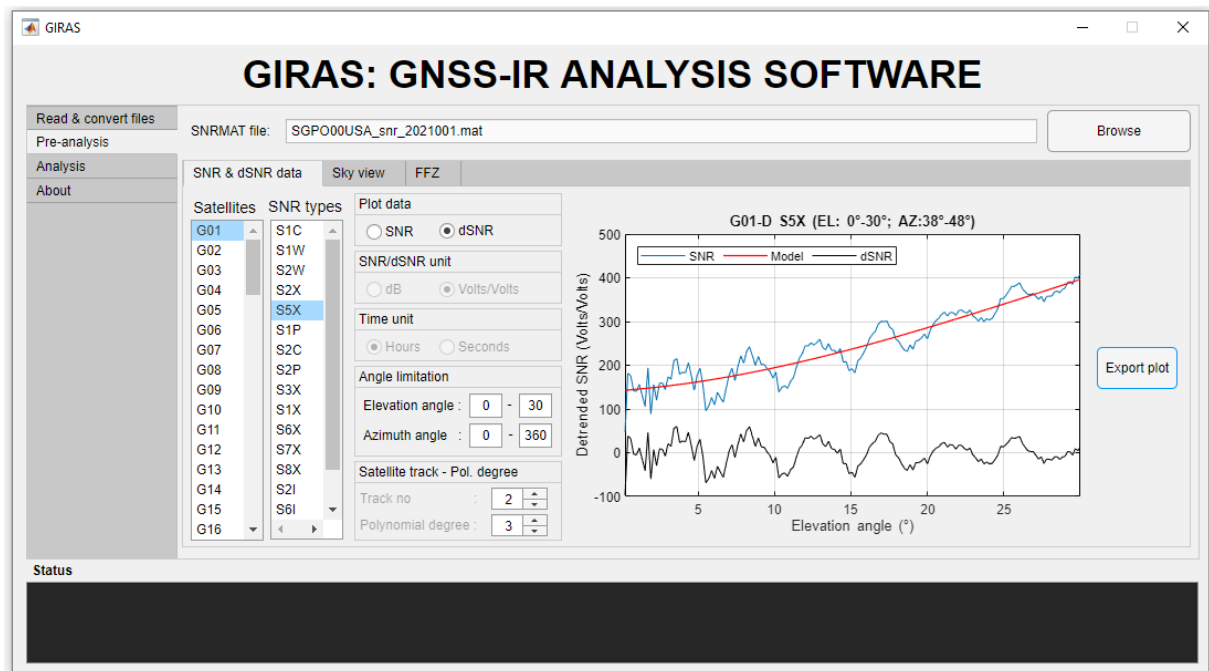 GIRAS
GIRAS: GNSS-IR ANALYSIS SOFTWARE
Read & convert files
Pre-analysis
Analysis
About
SNRMAT file: SGPO00USA_snr_2021001.mat Browse
SNR & dSNR data Sky view FFZ
Satellites SNR types
G01 S1C
G02 S1W
G03 S2W
G04 S2X
G05 S5X
G06 S1P
G07 S2C
G08 S2P
G09 S3X
G10 S1X
G11 S6X
G12 S7X
G13 S8X
G14 S2I
G15 S6I
G16
Plot data
SNR dSNR
SNR/dSNR unit
dB Volts/Volts
Time unit
Hours Seconds
Angle limitation
Elevation angle : 0 - 30
Azimuth angle : 0 - 360
Satellite track - Pol. degree
Track no : 2
Polynomial degree : 3
G01-D S5X (EL: 0°-30°; AZ:38°-48°)
SNR Model dSNR
Detrended SNR (Volts/Volts)
500
400
300
200
100
0
-100
5 10 15 20 25
Elevation angle (°)
Export plot
Status